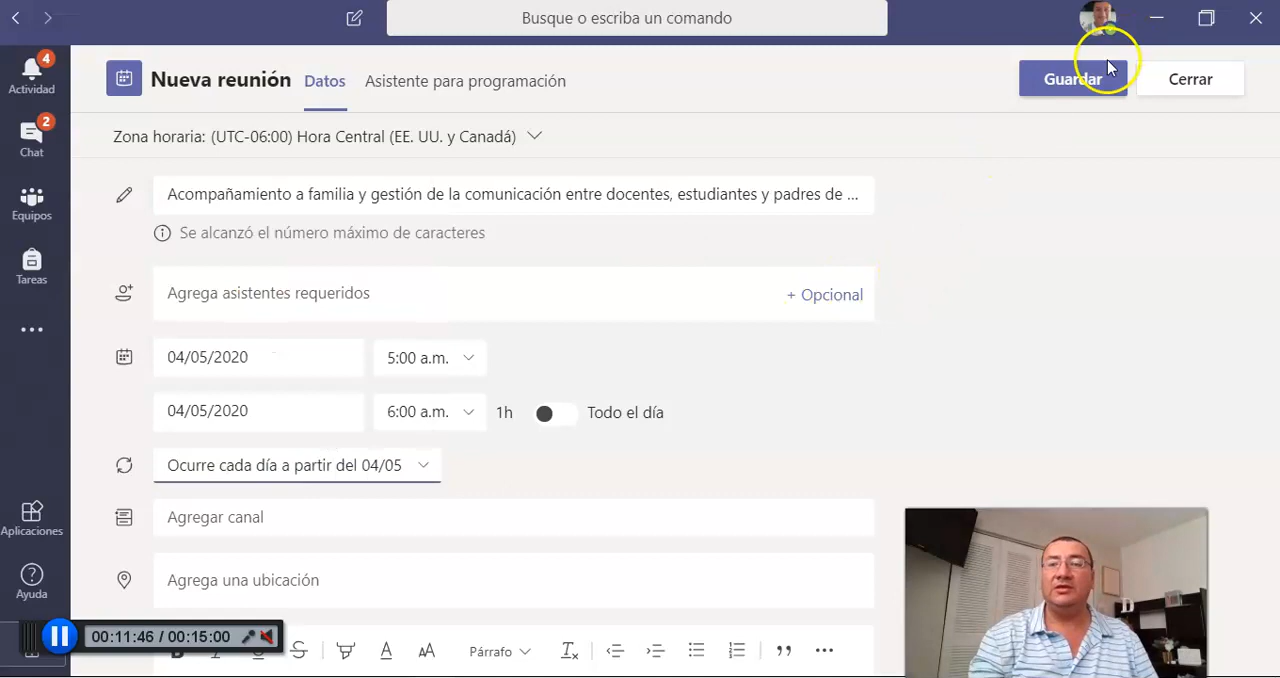 Busque o escriba un comando
4
Actividad
Nueva reunión
Datos
Asistente para programación
Guardar
Cerrar
2
Chat
Zona horaria: (UTC-06:00) Hora Central (EE. UU. y Canadá)
Acompañamiento a familia y gestión de la comunicación entre docentes, estudiantes y padres de ...
Equipos
Se alcanzó el número máximo de caracteres
Tareas
Agrega asistentes requeridos
+ Opcional
04/05/2020
5:00 a.m.
04/05/2020
6:00 a.m.
1h
Todo el día
Ocurre cada día a partir del 04/05
Aplicaciones
Agregar canal
Ayuda
Agrega una ubicación
00:11:46 / 00:15:00
Párrafo